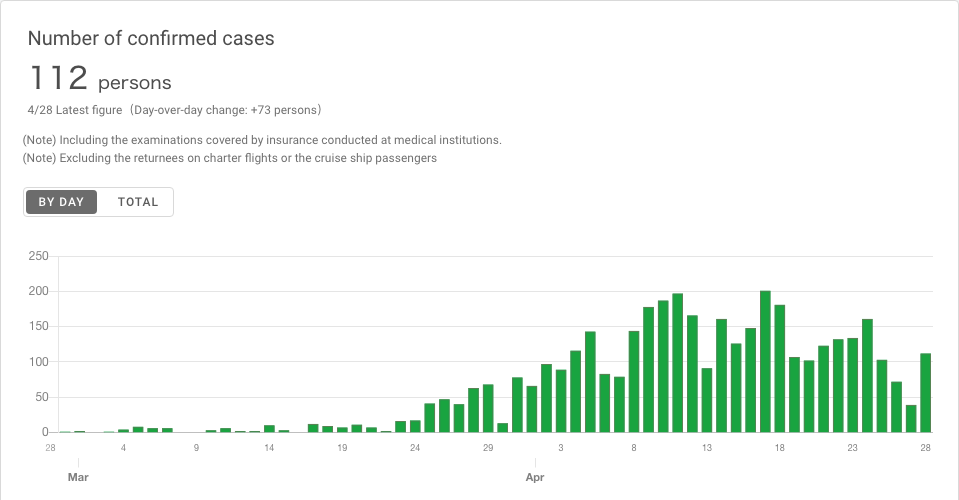 Number of confirmed cases
112 persons
4/28 Latest figure（Day-over-day change: +73 persons）
(Note) Including the examinations covered by insurance conducted at medical institutions.
(Note) Excluding the returnees on charter flights or the cruise ship passengers
BY DAY TOTAL
250
200
150
100
50
0
28 4 9 14 19 24 29 3 8 13 18 23 28
Mar Apr